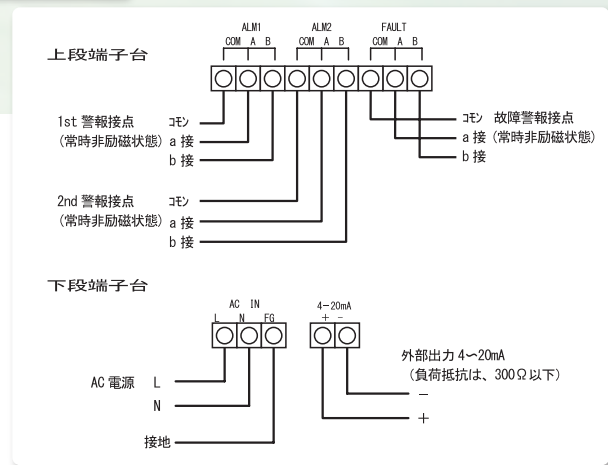 上段端子台
ALM1 ALM2 FAULT
COM A B COM A B COM A B
1st 警報接点 ｺﾓﾝ
（常時非励磁状態） a 接
b 接
ｺﾓﾝ 故障警報接点
a 接（常時非励磁状態）
b 接
2nd 警報接点 ｺﾓﾝ
（常時非励磁状態） a 接
b 接
下段端子台
AC IN
L N FG
4-20mA
+ -
AC 電源 L
N
接地
外部出力 4〜20mA
（負荷抵抗は、300Ω以下）
-
+